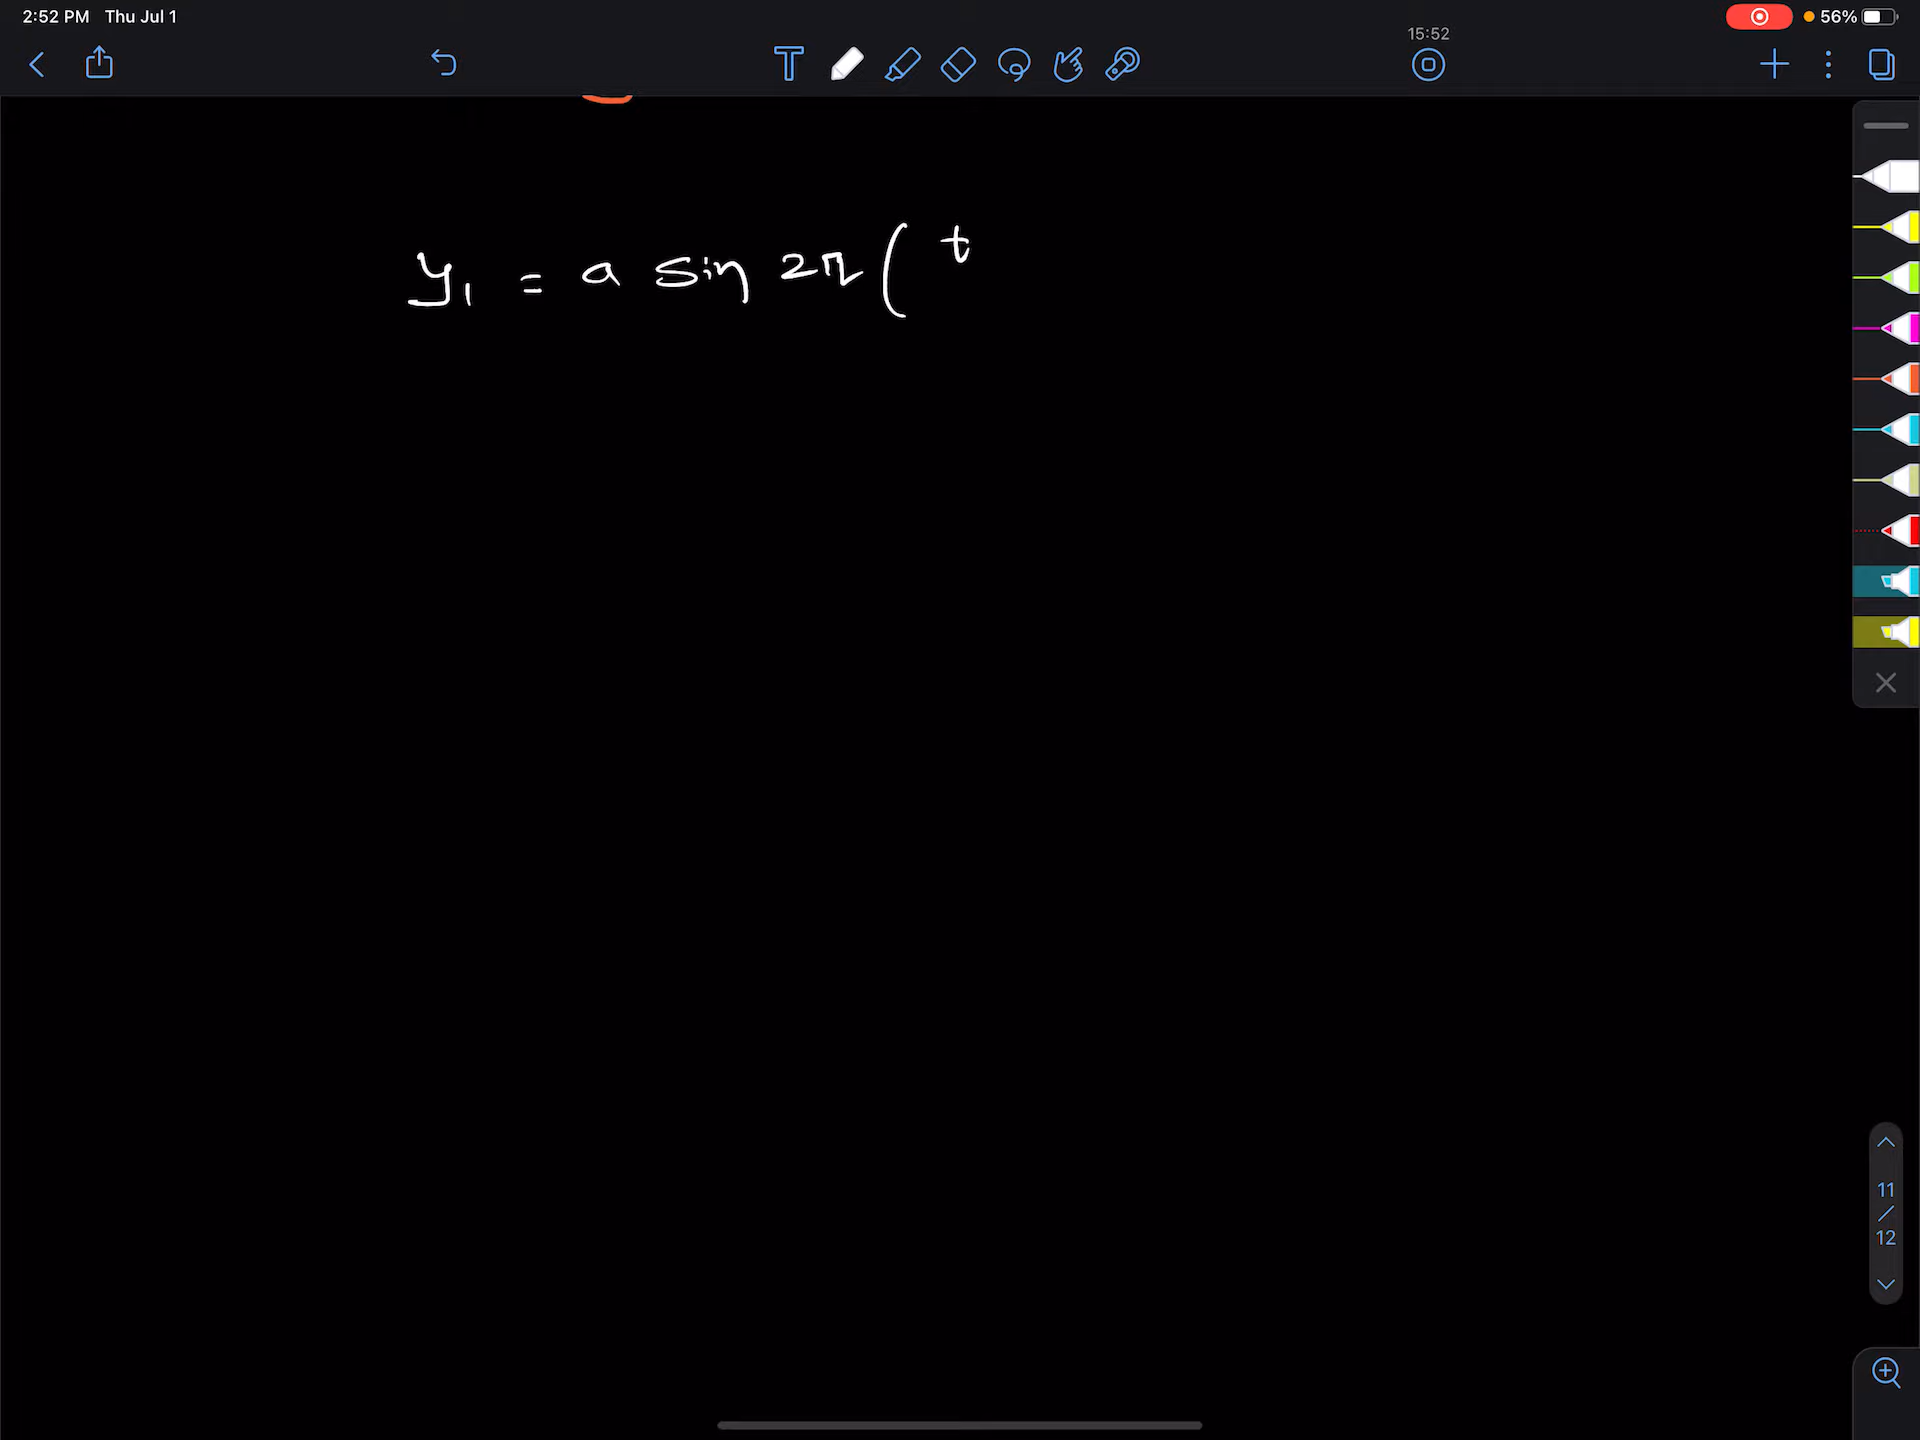 2:52 PM Thu Jul 1
56%
15:52
y₁ = a sin 2π ( t
11
/
12